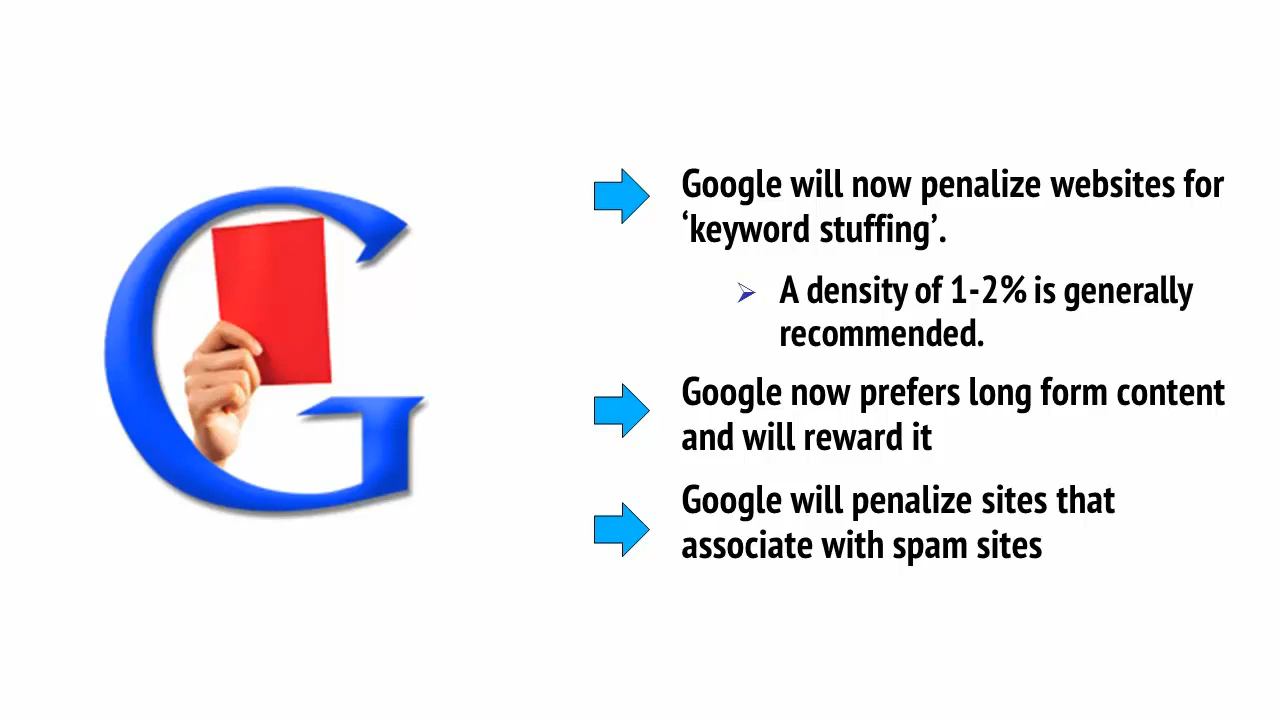 G
Google will now penalize websites for
‘keyword stuffing’.
A density of 1-2% is generally
recommended.
Google now prefers long form content
and will reward it
Google will penalize sites that
associate with spam sites